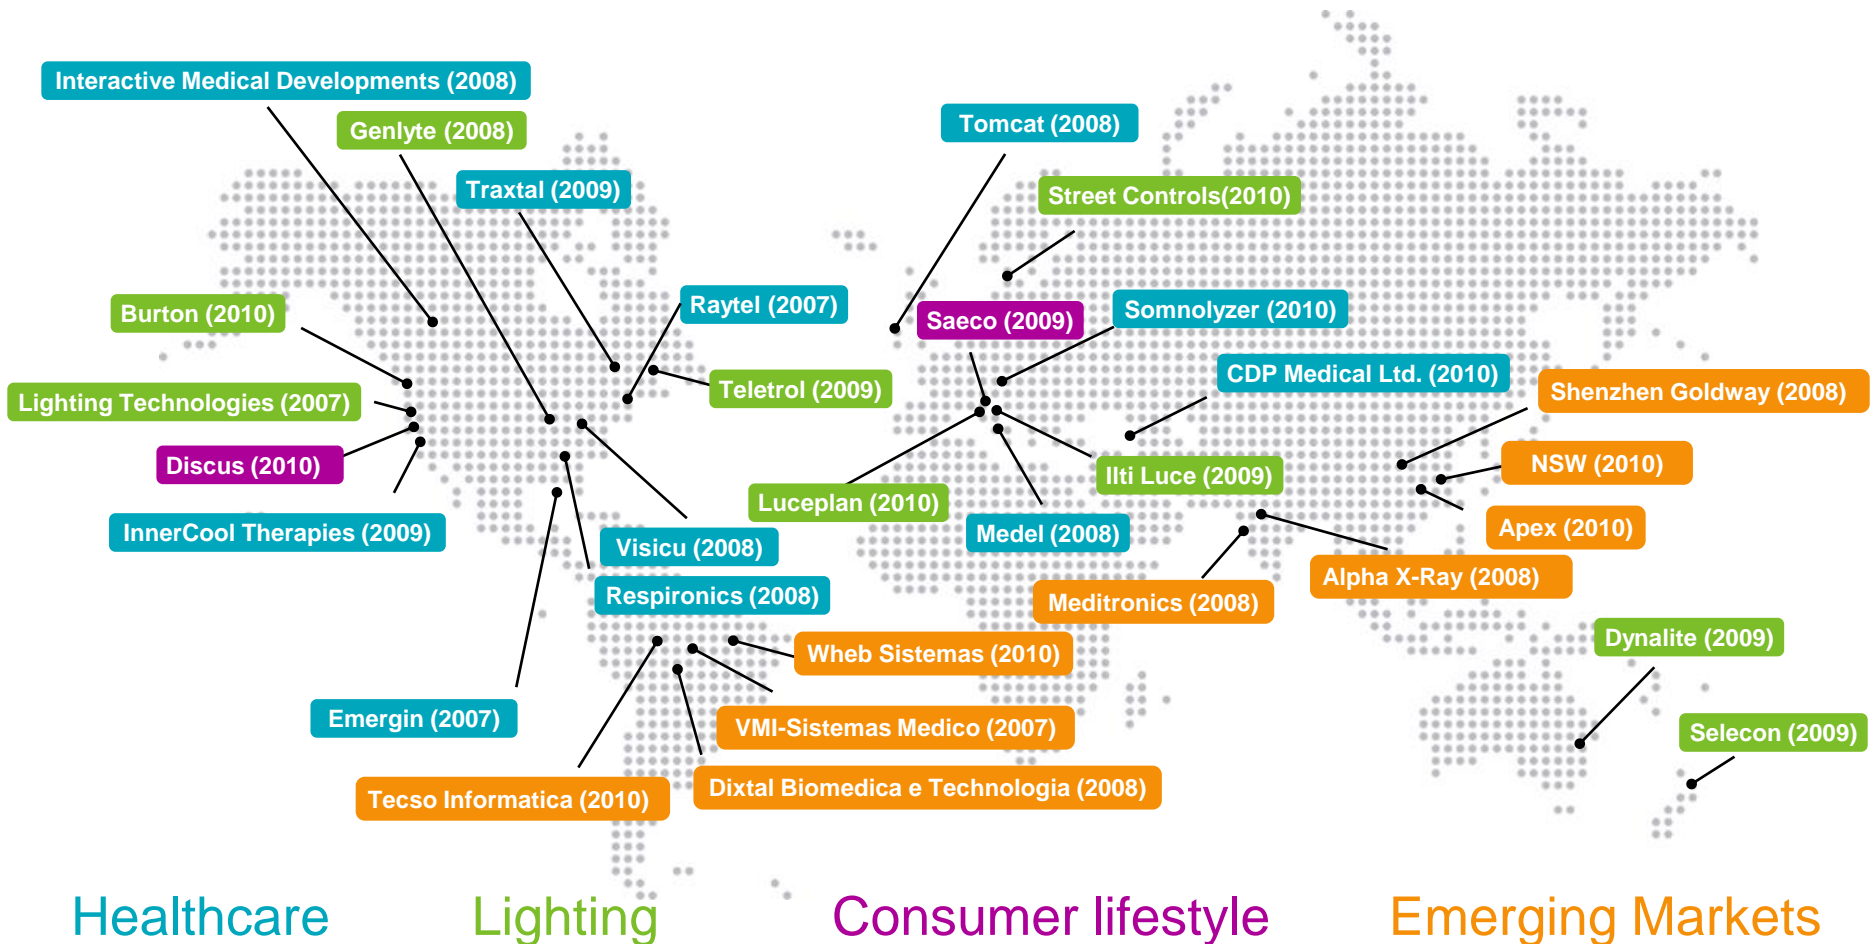 Interactive Medical Developments (2008)
Genlyte (2008)
Tomcat (2008)
Traxtal (2009)
Street Controls(2010)
Burton (2010)
Raytel (2007)
Saeco (2009)
Somnolyzer (2010)
Lighting Technologies (2007)
Teletrol (2009)
CDP Medical Ltd. (2010)
Shenzhen Goldway (2008)
Discus (2010)
NSW (2010)
Ilti Luce (2009)
Luceplan (2010)
InnerCool Therapies (2009)
Visicu (2008)
Medel (2008)
Apex (2010)
Respironics (2008)
Meditronics (2008)
Alpha X-Ray (2008)
Wheb Sistemas (2010)
Dynalite (2009)
Emergin (2007)
VMI-Sistemas Medico (2007)
Selecon (2009)
Tecso Informatica (2010)
Dixtal Biomedica e Technologia (2008)
Healthcare
Lighting
Consumer lifestyle
Emerging Markets